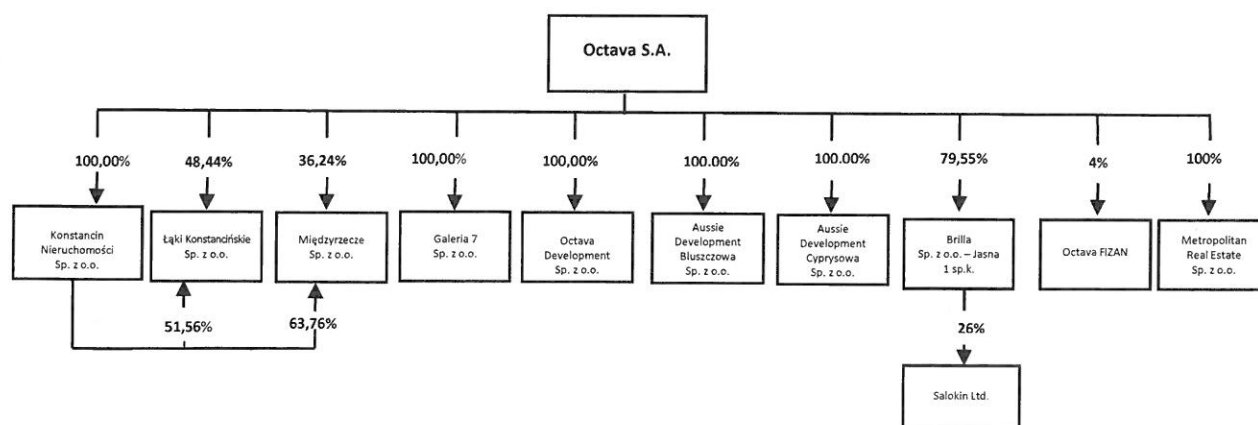 Octava S.A.
100,00%
48,44%
36,24%
100,00%
100,00%
100.00%
100.00%
79,55%
4%
100%
Konstancin
Nieruchomości
Sp. z o.o.
Łąki Konstancińskie
Sp. z o.o.
Międzyrzecze
Sp. z o.o.
Galeria 7
Sp. z o.o.
Octava
Development
Sp. z o.o.
Aussie
Development
Bluszczowa
Sp. z o.o.
Aussie
Development
Cyprysowa
Sp. z o.o.
Brilla
Sp. z o.o. – Jasna
1 sp.k.
Octava FIZAN
Metropolitan
Real Estate
Sp. z o.o.
51,56%
63,76%
26%
Salokin Ltd.